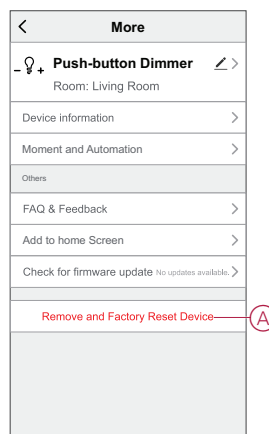 More
- + Push-button Dimmer
Room: Living Room
Device information
Moment and Automation
Others
FAQ & Feedback
Add to home Screen
Check for firmware update No updates available.
Remove and Factory Reset Device
A